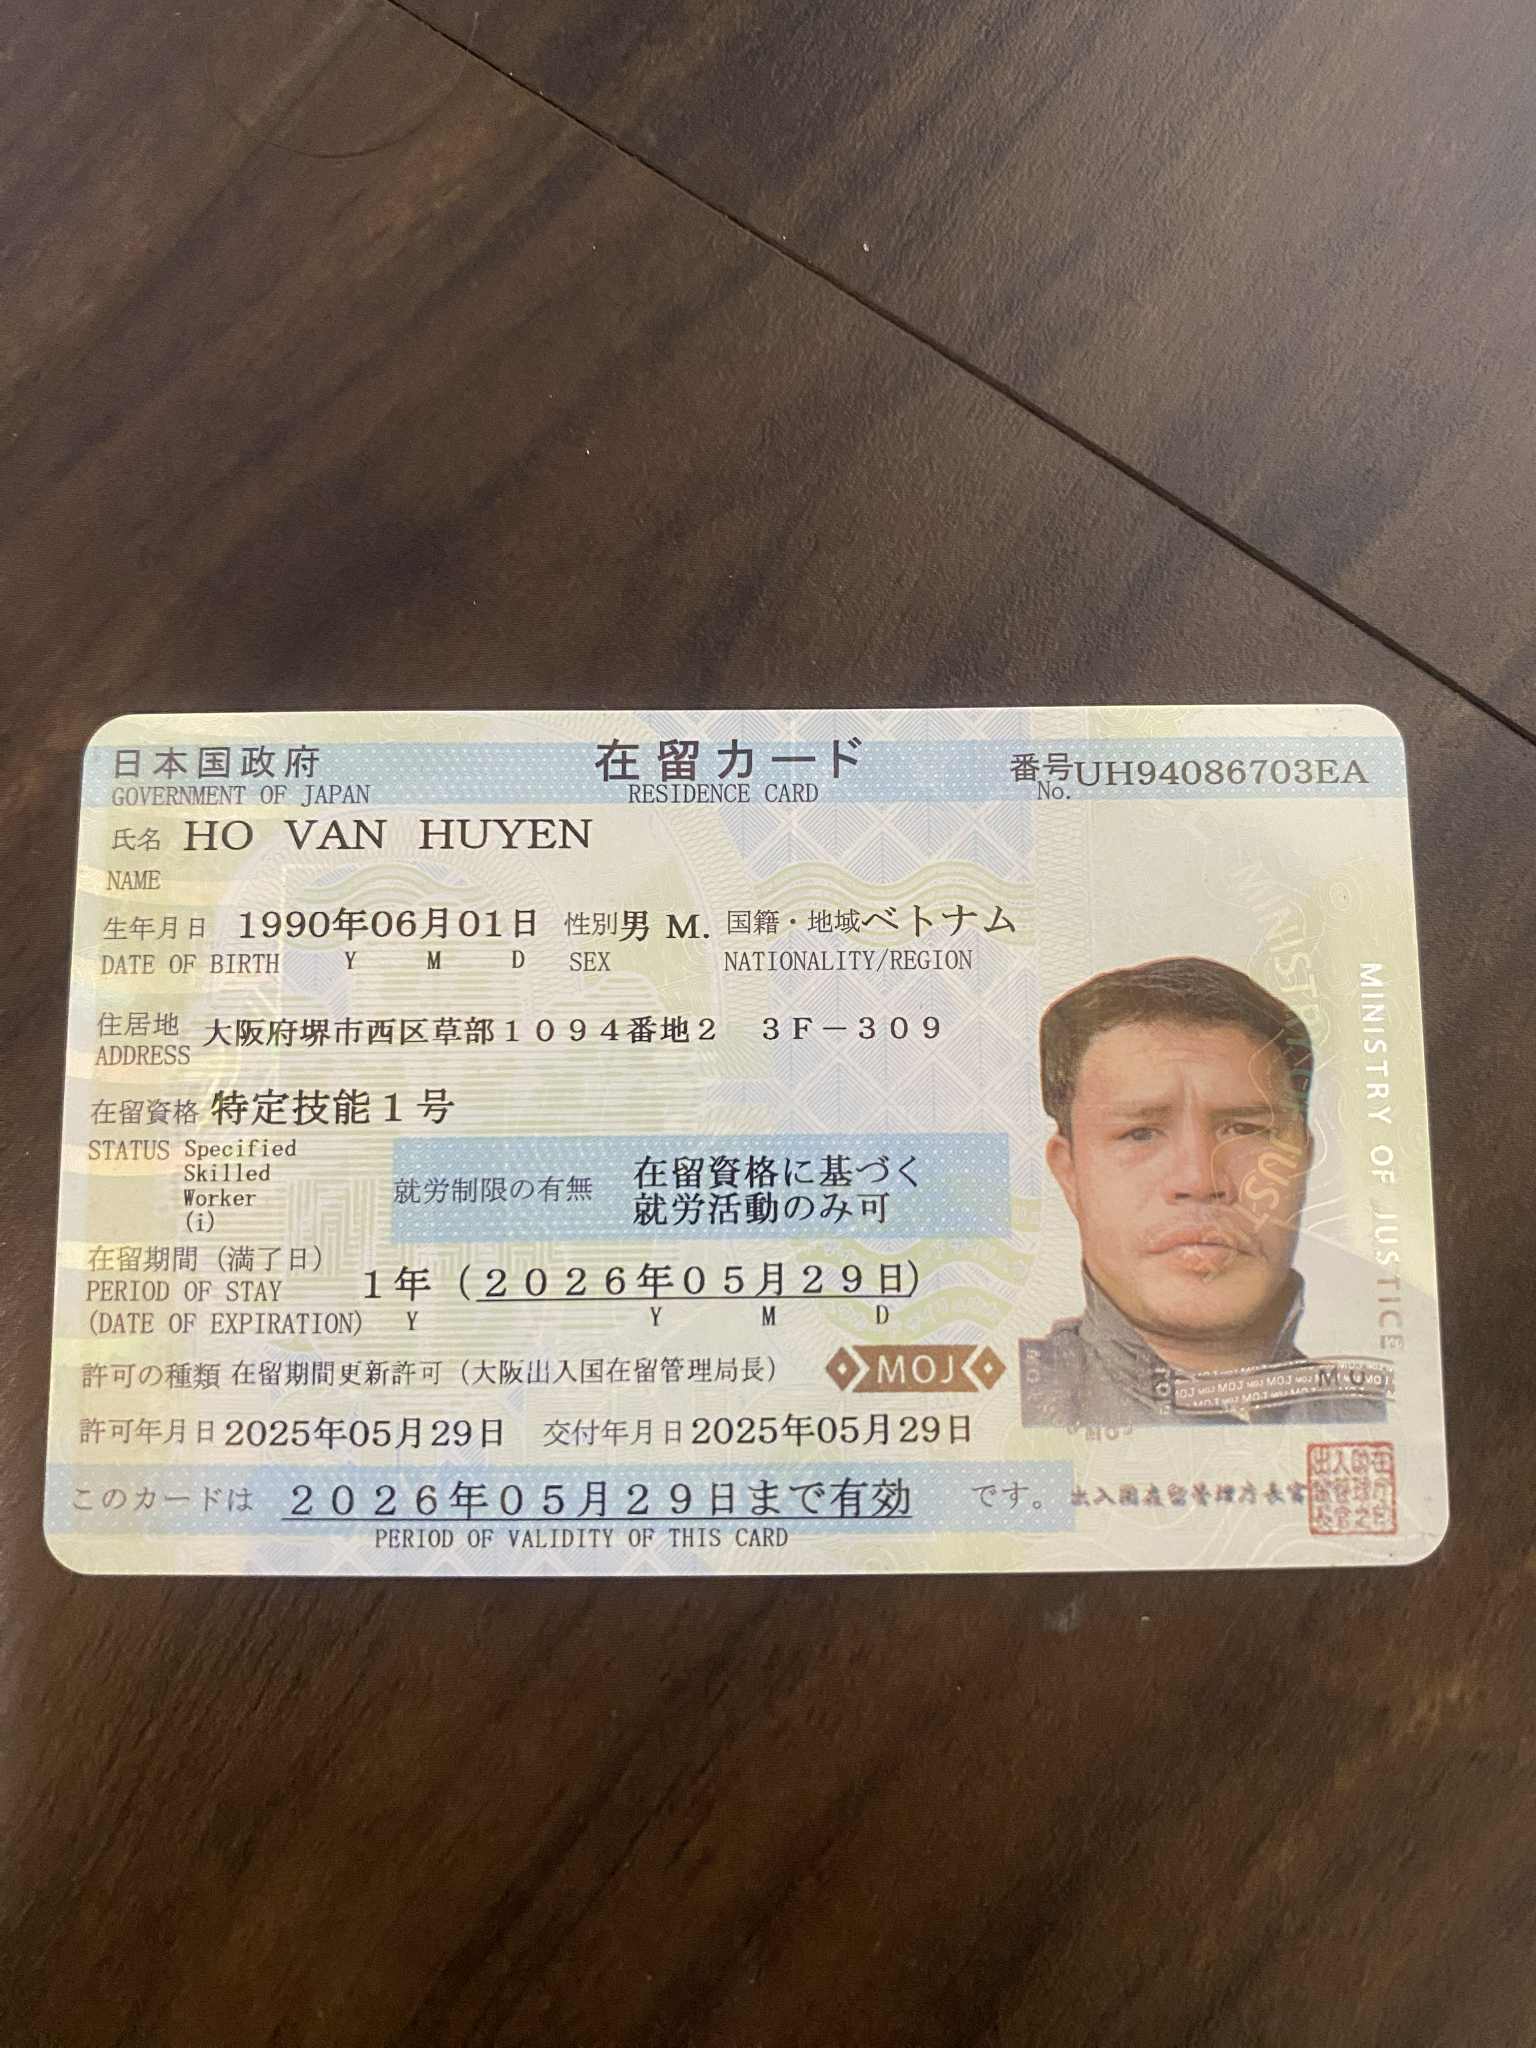 日本国政府 在留カード 番号UH94086703EA
GOVERNMENT OF JAPAN RESIDENCE CARD No.
氏名 HO VAN HUYEN
NAME
生年月日 1990年06月01日 性別男 M. 国籍・地域ベトナム
DATE OF BIRTH Y M D SEX NATIONALITY/REGION
住居地 大阪府堺市西区草部1094番地2 3F-309
ADDRESS
在留資格 特定技能1号
STATUS Specified
Skilled
Worker
(i)
就労制限の有無 在留資格に基づく
就労活動のみ可
在留期間(満了日) 1年(2026年05月29日)
PERIOD OF STAY
(DATE OF EXPIRATION) Y Y M D
許可の種類 在留期間更新許可(大阪出入国在留管理局長)
MOJ
許可年月日2025年05月29日 交付年月日2025年05月29日
このカードは 2026年05月29日まで有効 です。
PERIOD OF VALIDITY OF THIS CARD
出入国在留管理庁長官
MINISTRY OF JUSTICE
MOJ